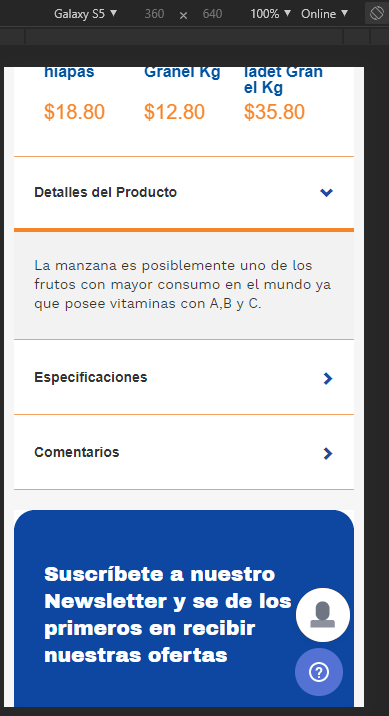 Galaxy S5 ▼ 360 × 640 100% ▼ Online ▼
hiapas
Granel Kg
ladet Gran
el Kg
$18.80 $12.80 $35.80
Detalles del Producto
La manzana es posiblemente uno de los
frutos con mayor consumo en el mundo ya
que posee vitaminas con A,B y C.
Especificaciones
Comentarios
Suscríbete a nuestro
Newsletter y se de los
primeros en recibir
nuestras ofertas
?